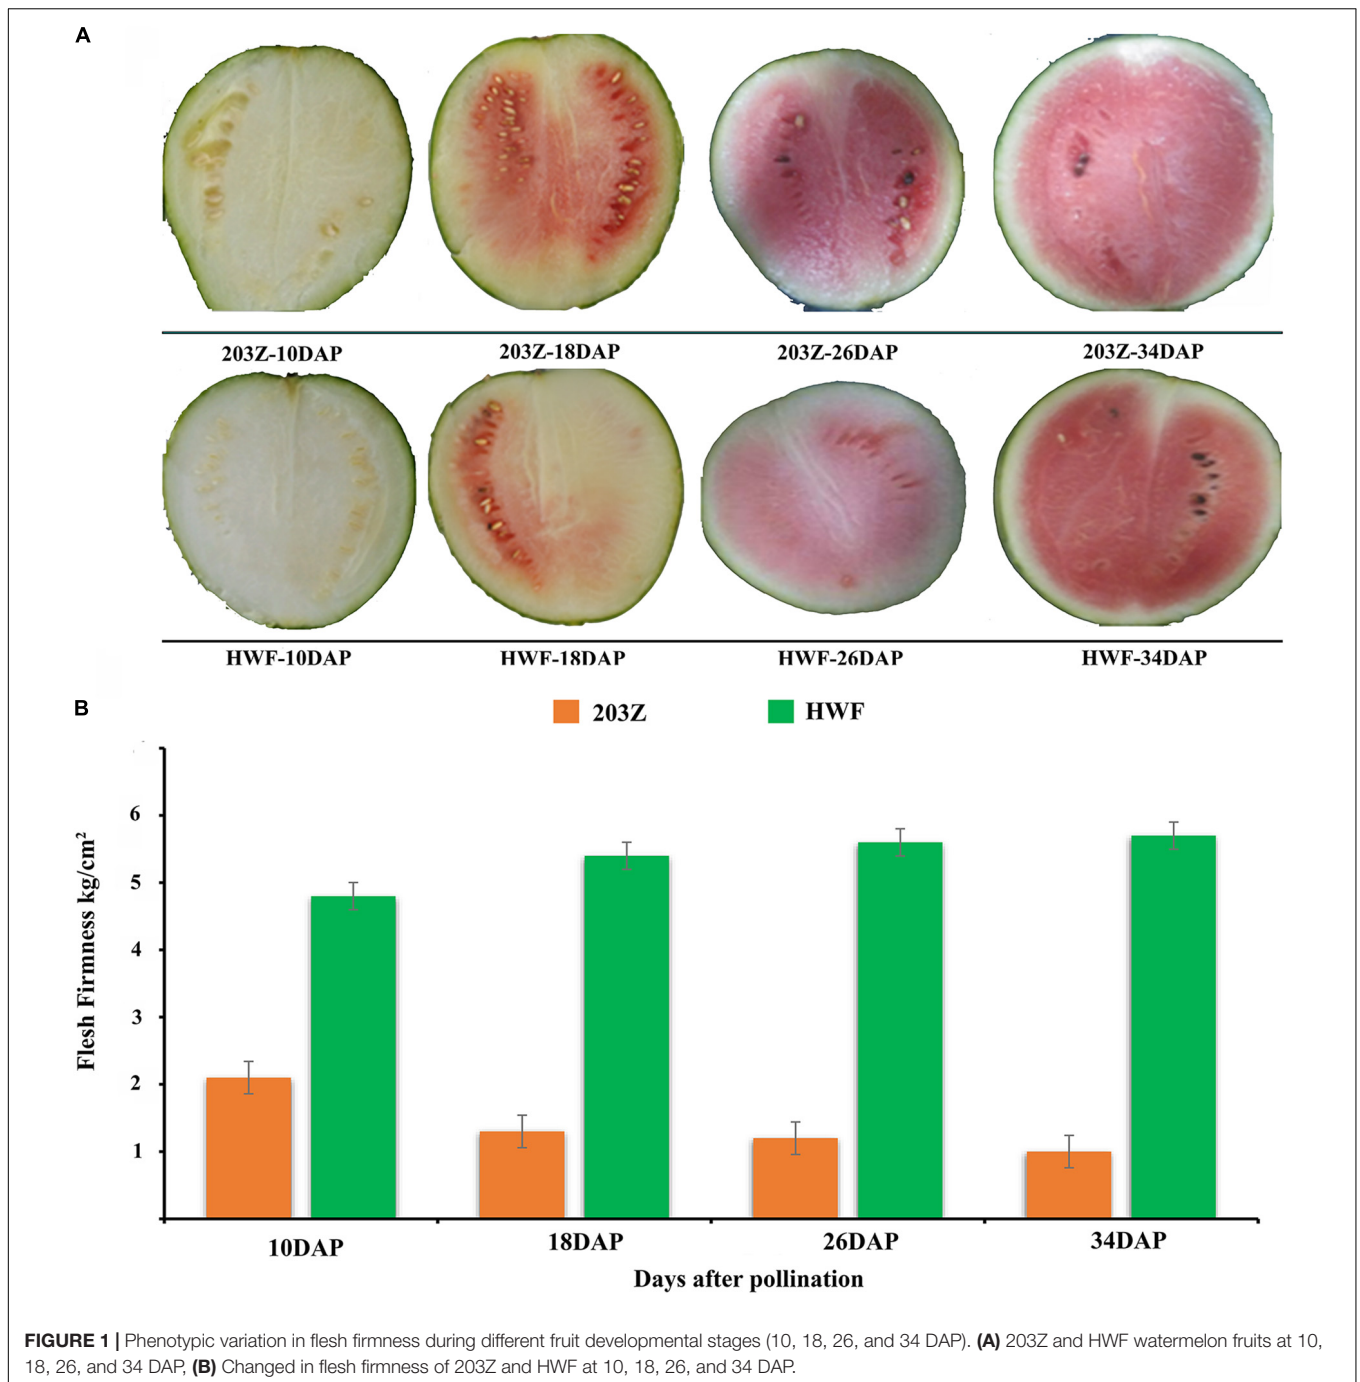 A
203Z-10DAP 203Z-18DAP 203Z-26DAP 203Z-34DAP
HWF-10DAP HWF-18DAP HWF-26DAP HWF-34DAP
B
203Z HWF
Flesh Firmness kg/cm²
6
5
4
3
2
1
10DAP 18DAP 26DAP 34DAP
Days after pollination
FIGURE 1 | Phenotypic variation in flesh firmness during different fruit developmental stages (10, 18, 26, and 34 DAP). (A) 203Z and HWF watermelon fruits at 10,
18, 26, and 34 DAP, (B) Changed in flesh firmness of 203Z and HWF at 10, 18, 26, and 34 DAP.